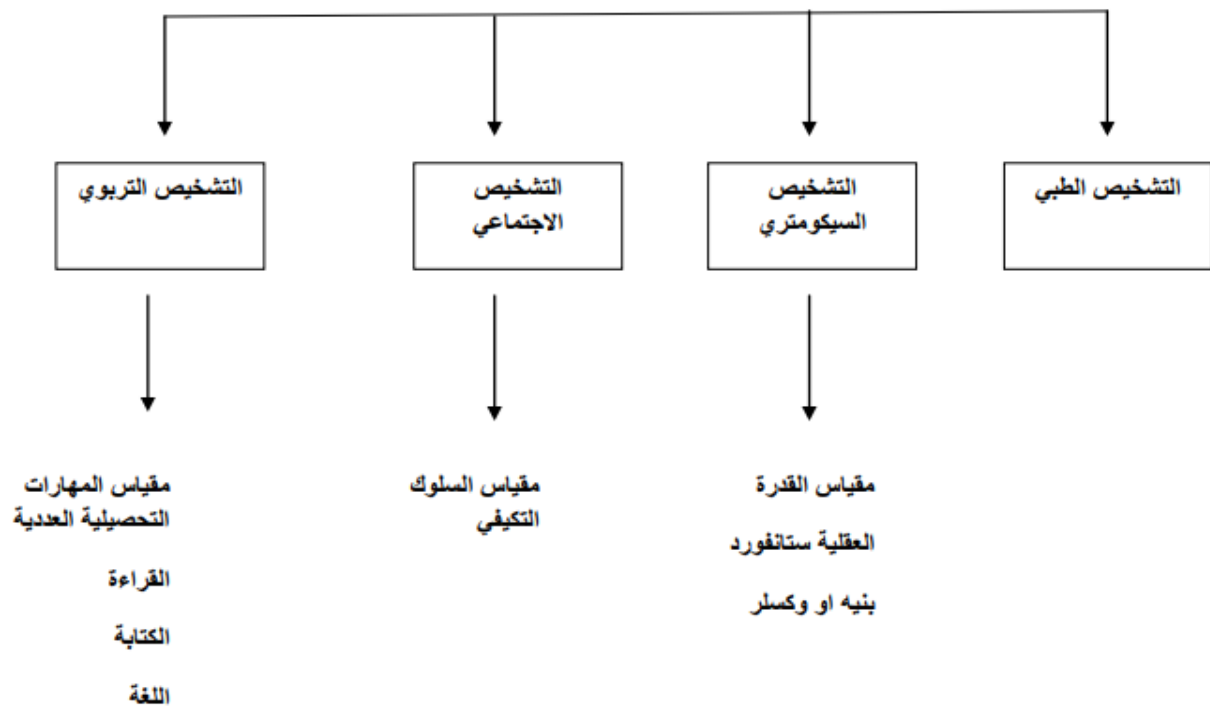 التشخيص الطبي
التشخيص
السيكومتري
التشخيص
الاجتماعي
التشخيص التربوي
مقياس القدرة
العقلية ستانفورد
بنيه او وكسلر
مقياس السلوك
التكيفي
مقياس المهارات
التحصيلية العددية
القراءة
الكتابة
اللغة